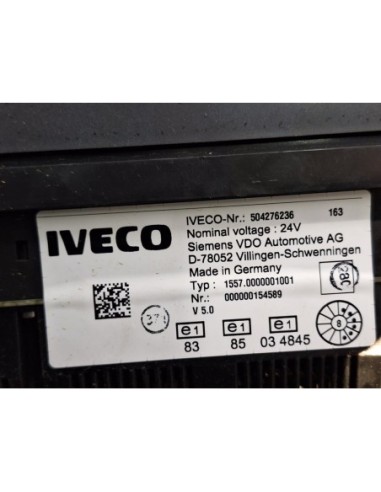 IVECO
IVECO-Nr.: 504276236 163
Nominal voltage : 24V
Siemens VDO Automotive AG
D-78052 Villingen-Schwenningen
Made in Germany
Typ : 1557.0000001001
Nr.: 000000154589
V 5.0
e1 e1 e1
83 85 03 4845
8